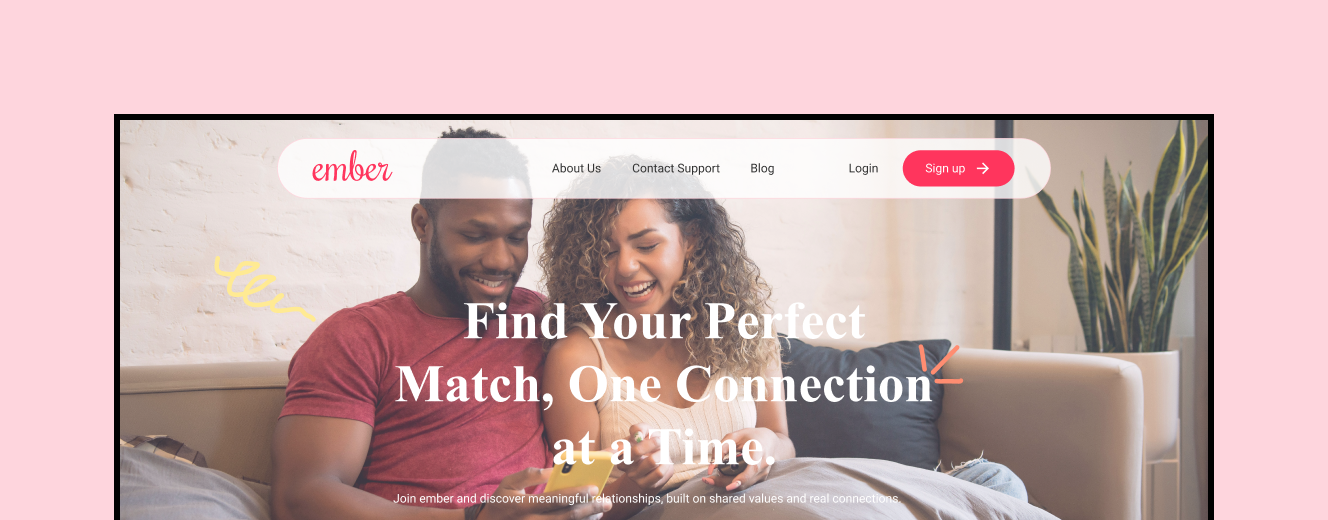 ember
About Us
Contact Support
Blog
Login
Sign up
Find Your Perfect
Match, One Connection
at a Time.
Join ember and discover meaningful relationships, built on shared values and real connections.